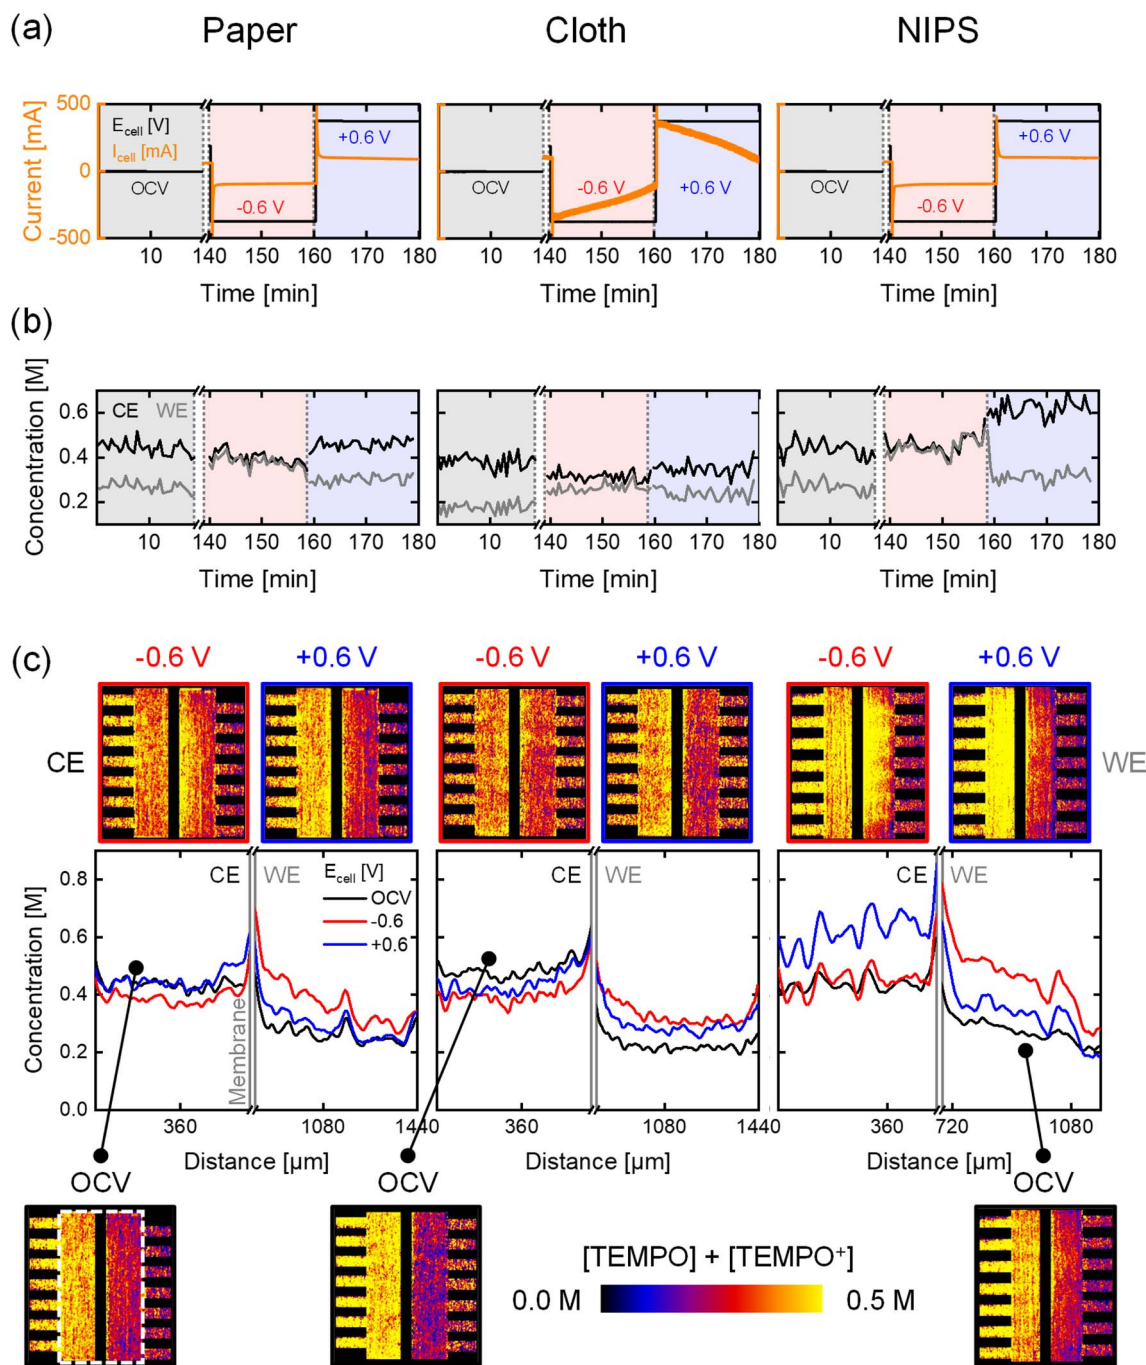 (a)
Paper Cloth NIPS
500
0
-500
Current [mA]
E_cell [V]
I_cell [mA]
OCV
-0.6 V
+0.6 V
OCV
-0.6 V
+0.6 V
OCV
-0.6 V
+0.6 V
10 140 150 160 170 180
10 140 150 160 170 180
10 140 150 160 170 180
Time [min] Time [min] Time [min]
(b)
Concentration [M]
0.6
0.4
0.2
CE WE
10 140 150 160 170 180
10 140 150 160 170 180
10 140 150 160 170 180
Time [min] Time [min] Time [min]
(c)
-0.6 V +0.6 V -0.6 V +0.6 V -0.6 V +0.6 V
CE WE
Concentration [M]
0.8
0.6
0.4
0.2
0.0
CE WE
E_cell [V]
OCV
-0.6
+0.6
Membrane
CE WE
CE WE
360 1080 1440
360 1080 1440
360 720 1080
Distance [µm] Distance [µm] Distance [µm]
OCV OCV OCV
[TEMPO] + [TEMPO⁺]
0.0 M 0.5 M